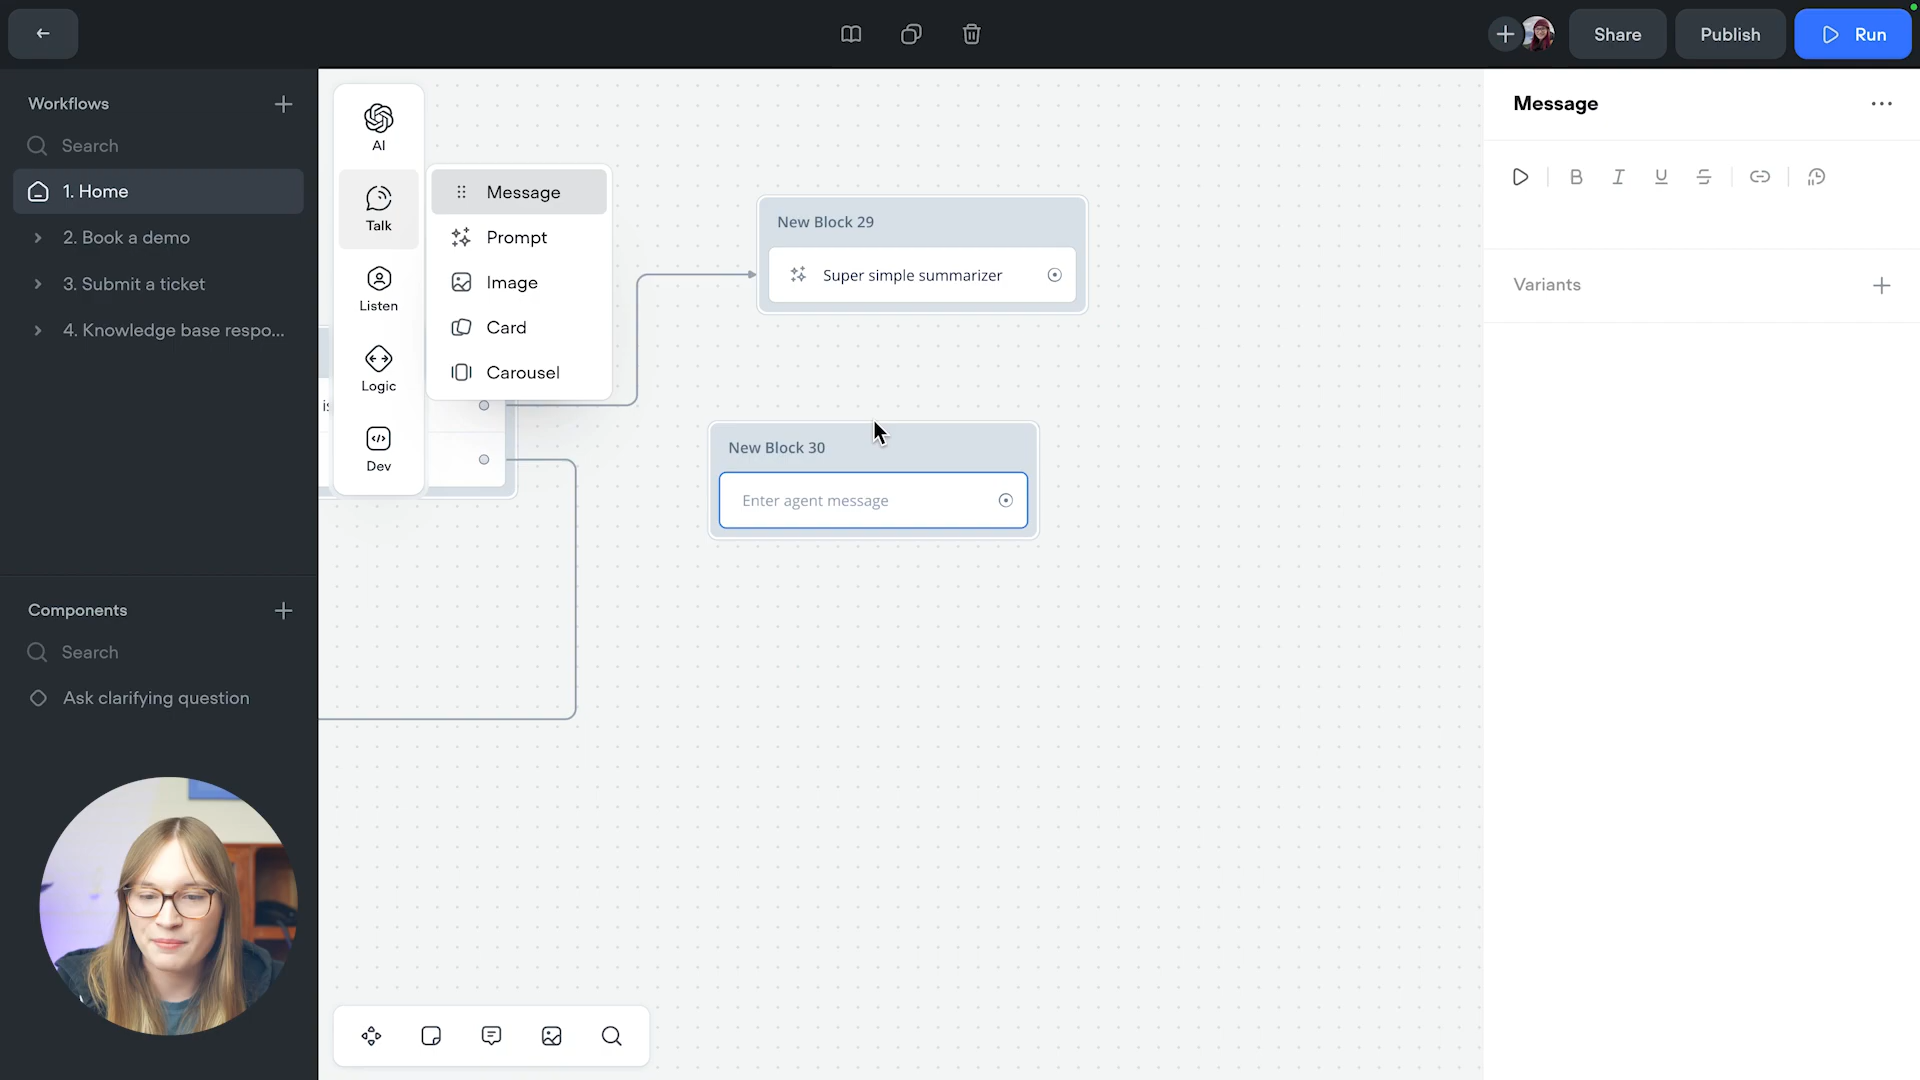 Share
Publish
Run
Workflows
Search
1. Home
2. Book a demo
3. Submit a ticket
4. Knowledge base respo...
Components
Search
Ask clarifying question
AI
Talk
Listen
Logic
Dev
Message
Prompt
Image
Card
Carousel
is
New Block 29
Super simple summarizer
New Block 30
Enter agent message
Message
B I U S
Variants